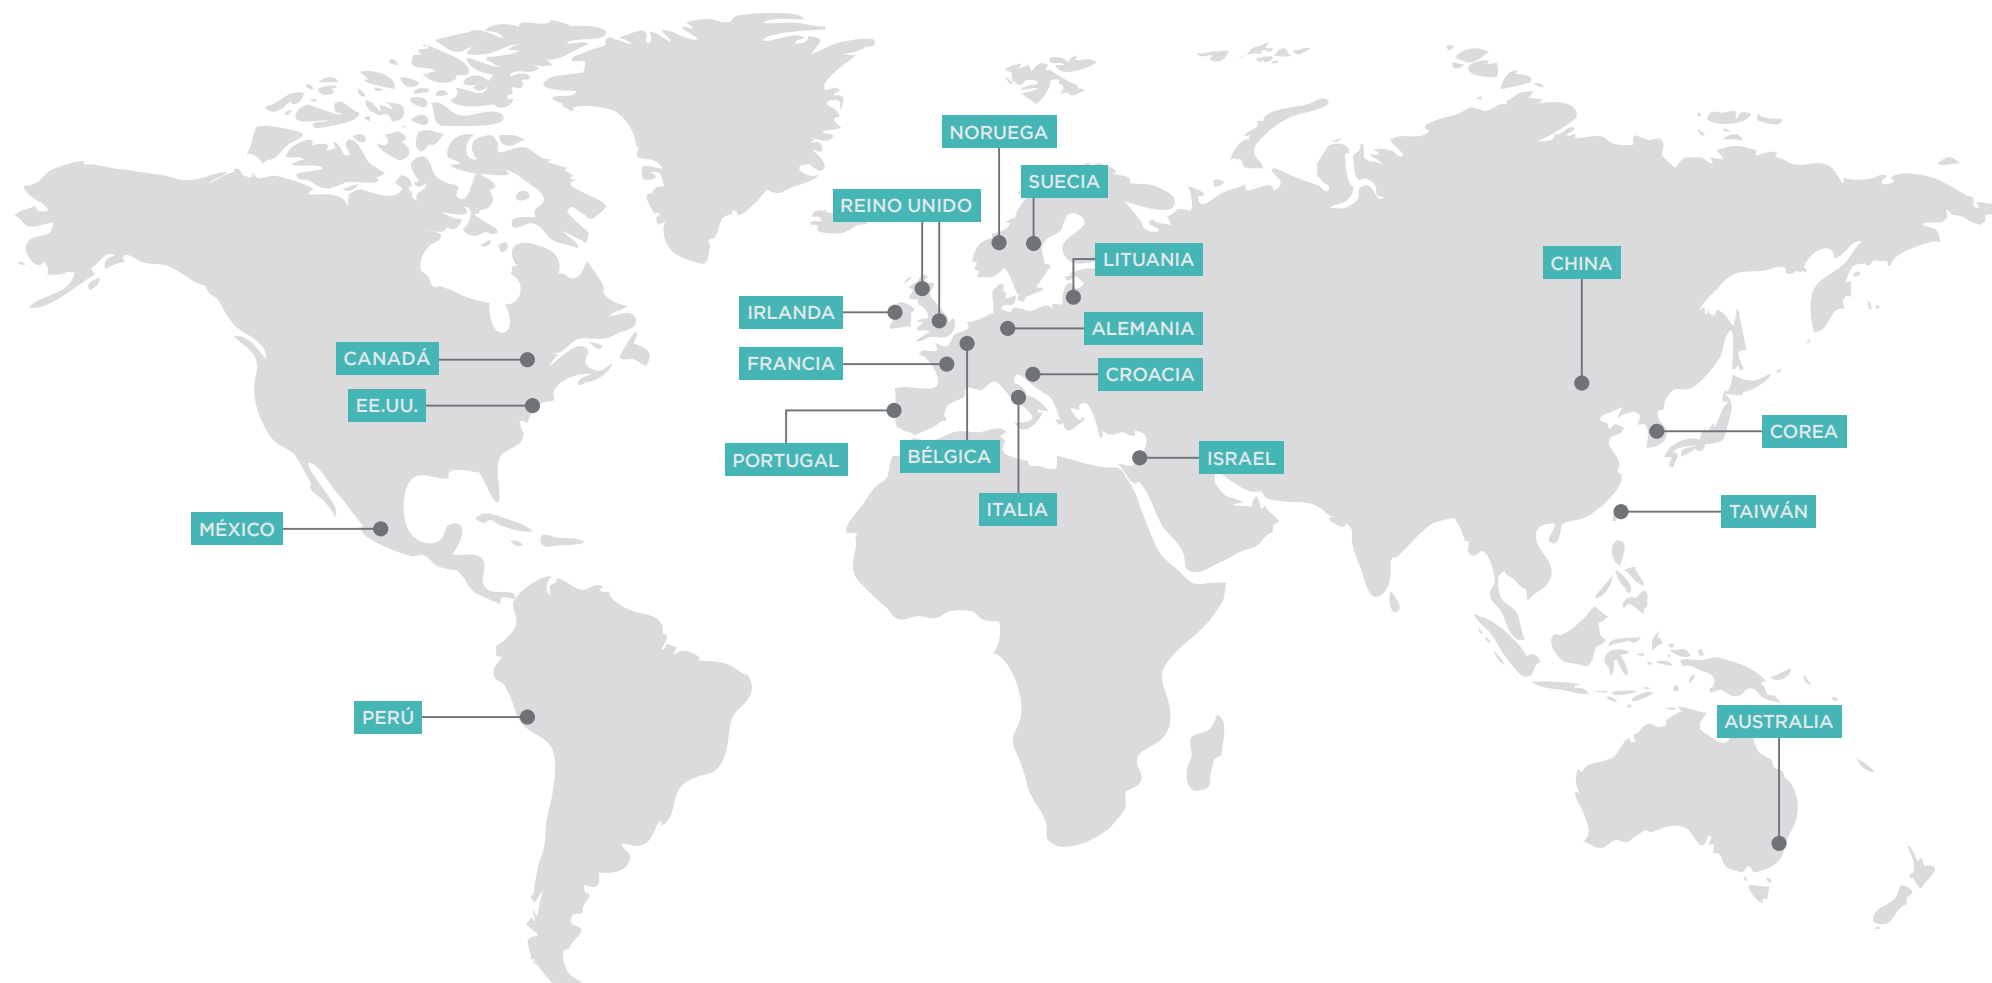 NORUEGA
SUECIA
REINO UNIDO
LITUANIA
CHINA
IRLANDA
ALEMANIA
CANADÁ
FRANCIA
CROACIA
EE.UU.
COREA
PORTUGAL
BÉLGICA
ISRAEL
ITALIA
TAIWÁN
MÉXICO
PERÚ
AUSTRALIA